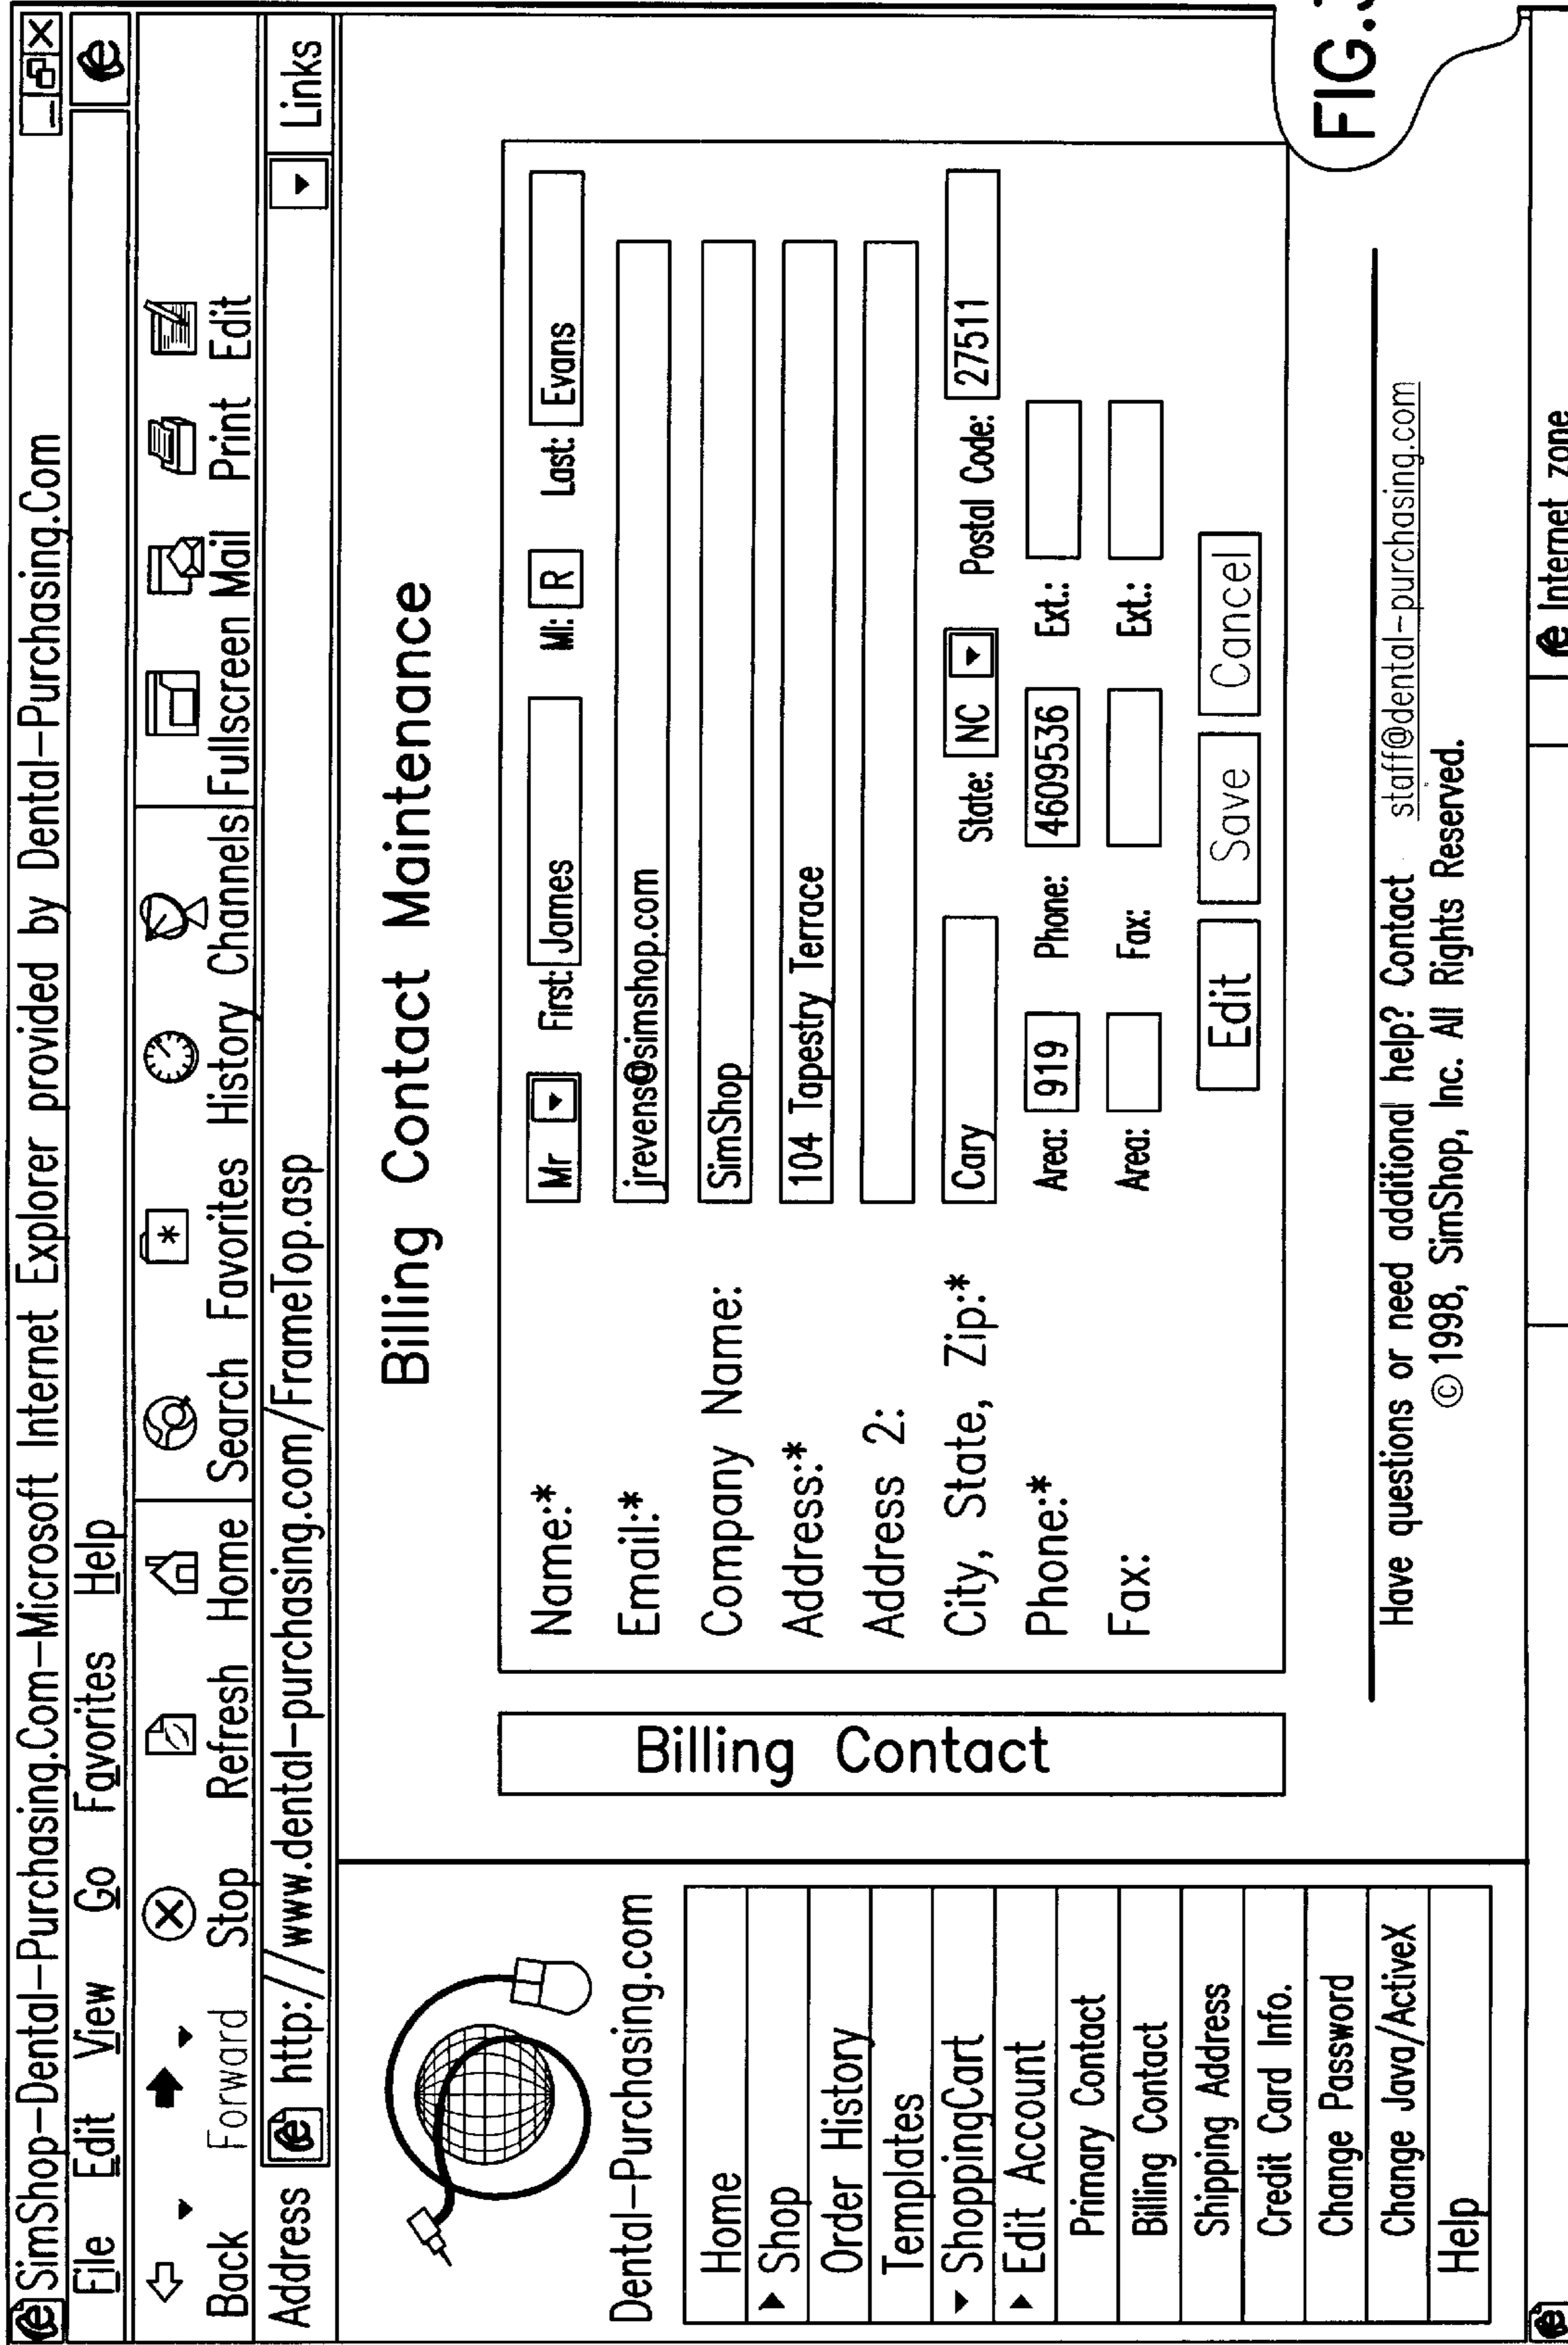 SimShop-Dental-Purchasing.Com-Microsoft Internet Explorer provided by Dental-Purchasing.Com
File Edit View Go Favorites Help
Back Forward Stop Refresh Home Search Favorites History Channels Fullscreen Mail Print Edit
Address http://www.dental-purchasing.com/FrameTop.asp Links
Dental-Purchasing.com
Home
Shop
Order History
Templates
ShoppingCart
Edit Account
Primary Contact
Billing Contact
Shipping Address
Credit Card Info.
Change Password
Change Java/ActiveX
Help
Billing Contact Maintenance
Billing Contact
Name:* Mr First: James MI: R Last: Evans
Email:* jrevens@simshop.com
Company Name: SimShop
Address:* 104 Tapestry Terrace
Address 2:
City, State, Zip:* Cary State: NC Postal Code: 27511
Phone:* Area: 919 Phone: 4609536 Ext.:
Fax: Area: Fax: Ext.:
Edit Save Cancel
Have questions or need additional help? Contact staff@dental-purchasing.com
© 1998, SimShop, Inc. All Rights Reserved.
FIG.
Internet zone